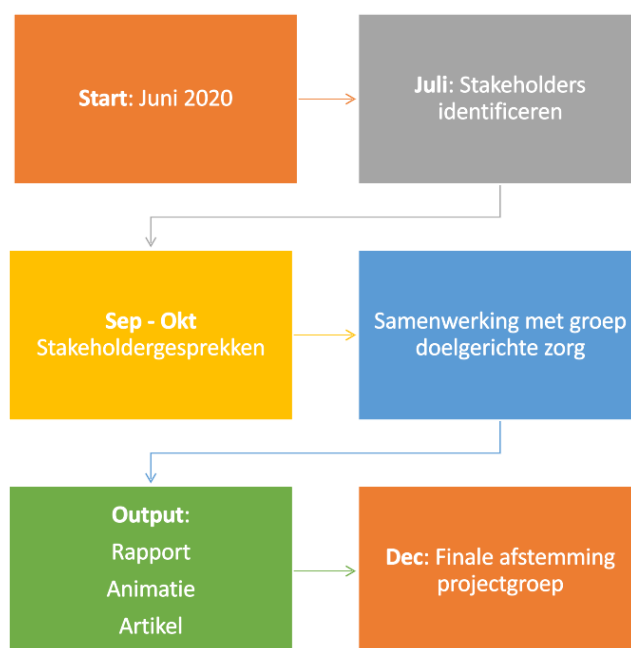 Start: Juni 2020
Juli: Stakeholders
identificeren
Sep - Okt
Stakeholdergesprekken
Samenwerking met groep
doelgerichte zorg
Output:
Rapport
Animatie
Artikel
Dec: Finale afstemming
projectgroep